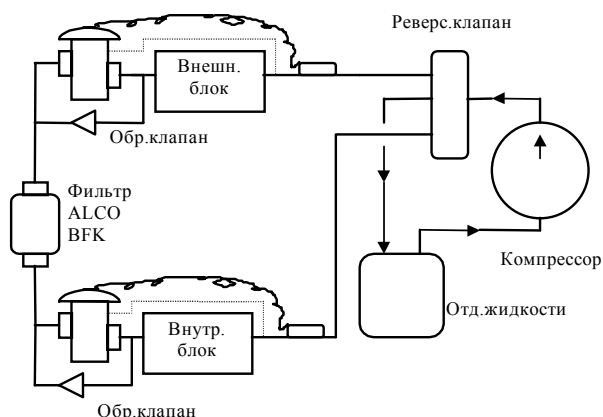 Реверс.клапан
Внешн.
блок
Обр.клапан
Фильтр
ALCO
BFK
Компрессор
Отд.жидкости
Внутр.
блок
Обр.клапан